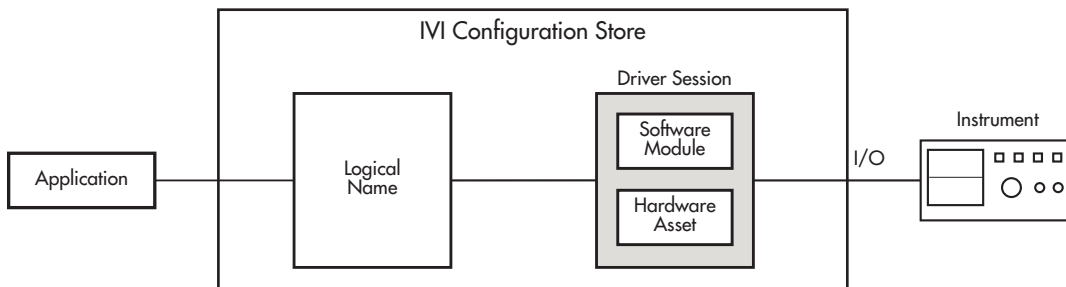 IVI Configuration Store
Driver Session
Software
Module
Hardware
Asset
Logical
Name
Application
I/O
Instrument